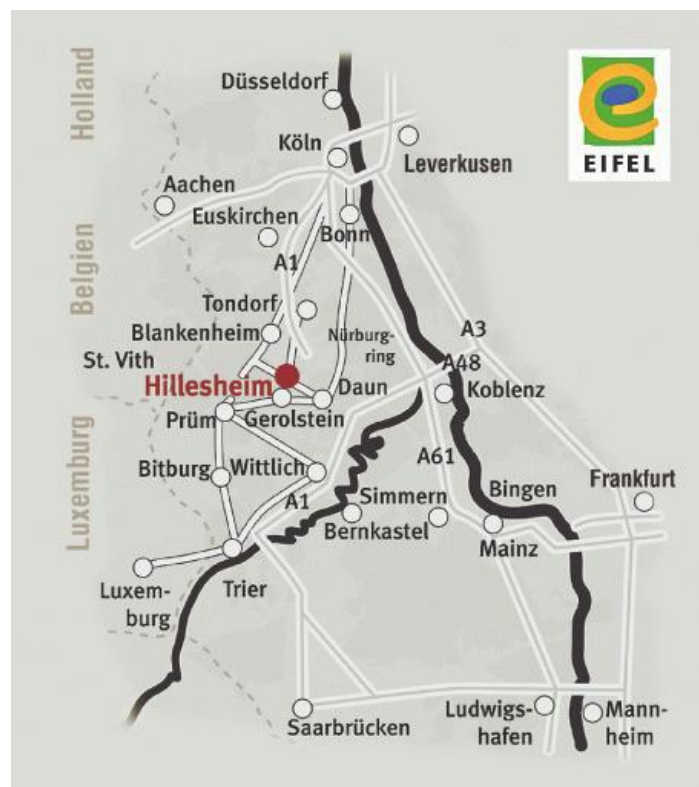 Holland
Düsseldorf
Köln
Leverkusen
EIFEL
Aachen
Euskirchen
Bonn
Belgien
A1
Tondorf
Blankenheim
Nürburg-
ring
A3
A48
St. Vith
Hillesheim
Daun
Koblenz
Prüm
Gerolstein
Luxemburg
Bitburg
Wittlich
A61
A1
Simmern
Bingen
Frankfurt
Bernkastel
Mainz
Luxem-
burg
Trier
Saarbrücken
Ludwigs-
hafen
Mann-
heim